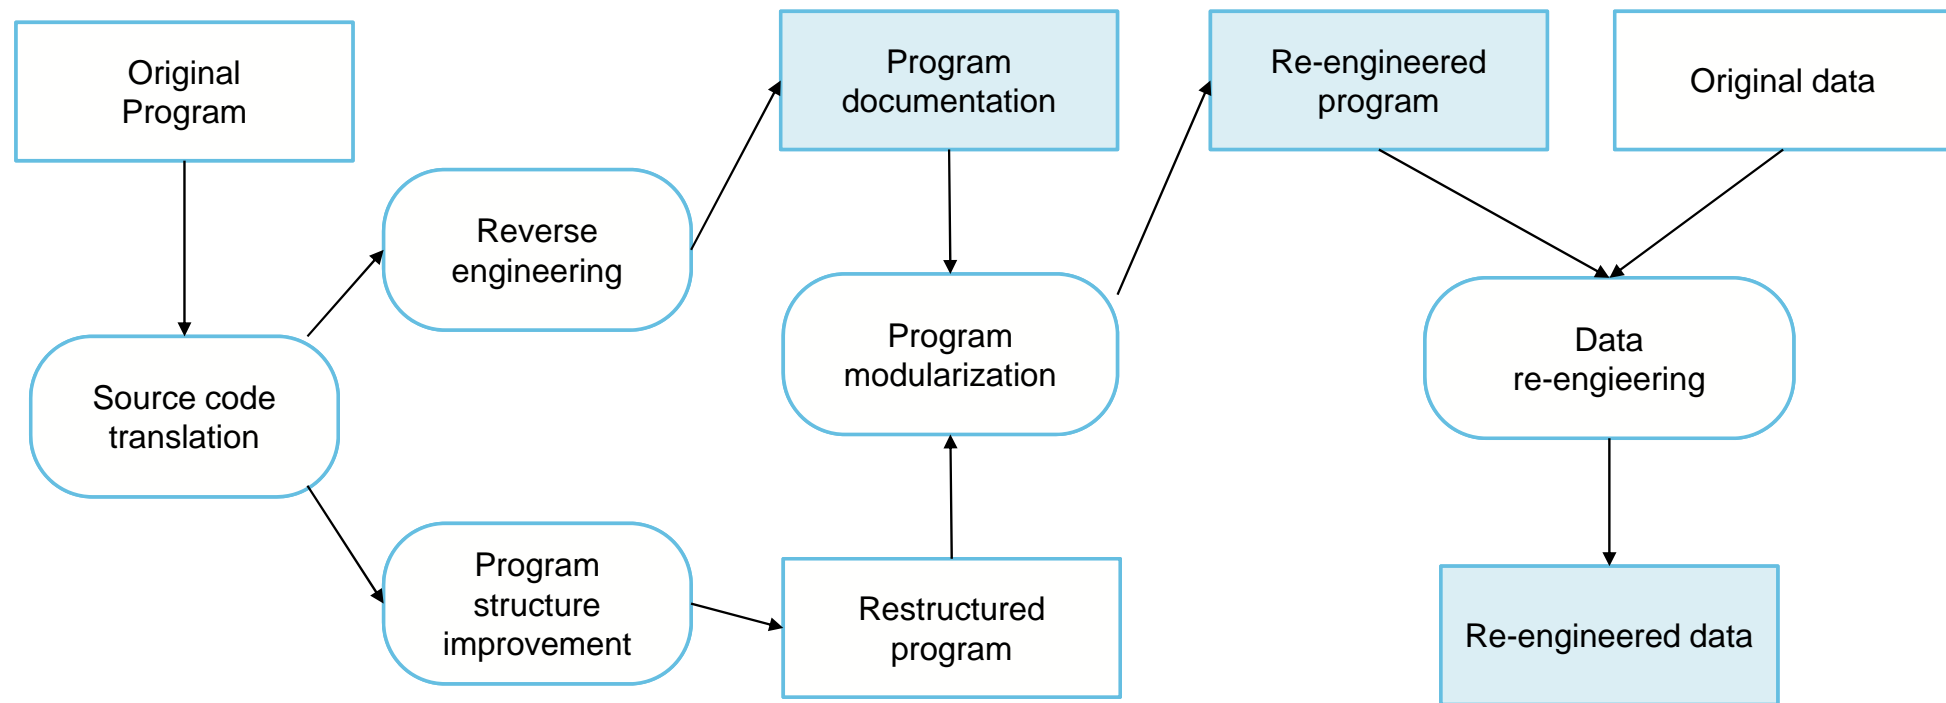 Original
Program
Program
documentation
Re-engineered
program
Original data
Reverse
engineering
Source code
translation
Program
modularization
Data
re-engieering
Program
structure
improvement
Restructured
program
Re-engineered data